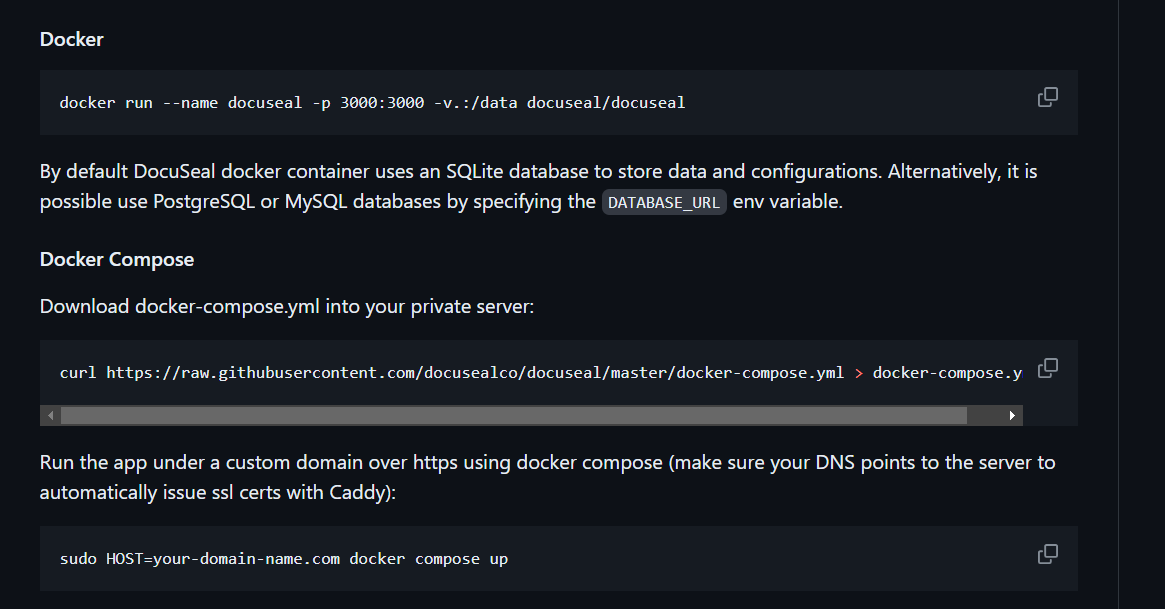 Docker
docker run --name docuseal -p 3000:3000 -v.:/data docuseal/docuseal
By default DocuSeal docker container uses an SQLite database to store data and configurations. Alternatively, it is
possible use PostgreSQL or MySQL databases by specifying the DATABASE_URL env variable.
Docker Compose
Download docker-compose.yml into your private server:
curl https://raw.githubusercontent.com/docusealco/docuseal/master/docker-compose.yml > docker-compose.y
Run the app under a custom domain over https using docker compose (make sure your DNS points to the server to
automatically issue ssl certs with Caddy):
sudo HOST=your-domain-name.com docker compose up